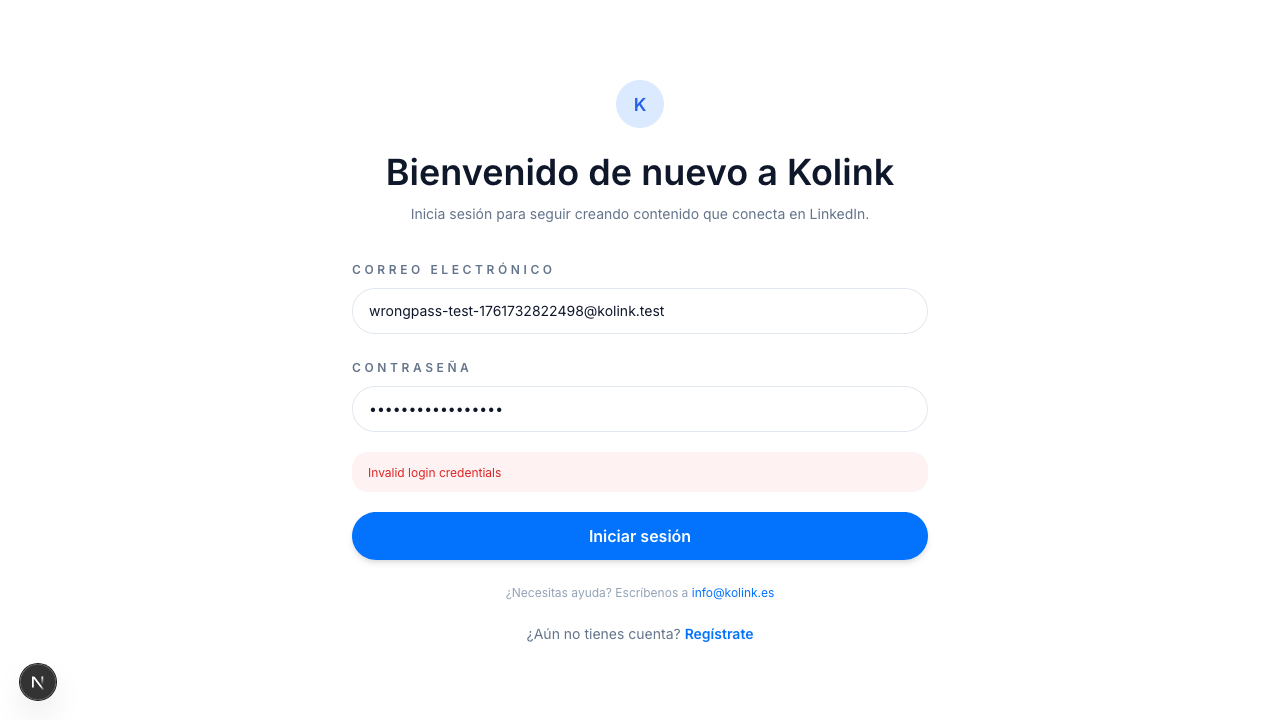 K
Bienvenido de nuevo a Kolink
Inicia sesión para seguir creando contenido que conecta en LinkedIn.
CORREO ELECTRÓNICO
wrongpass-test-1761732822498@kolink.test
CONTRASEÑA
•••••••••••••••••
Invalid login credentials
Iniciar sesión
¿Necesitas ayuda? Escríbenos a info@kolink.es
¿Aún no tienes cuenta? Regístrate
N